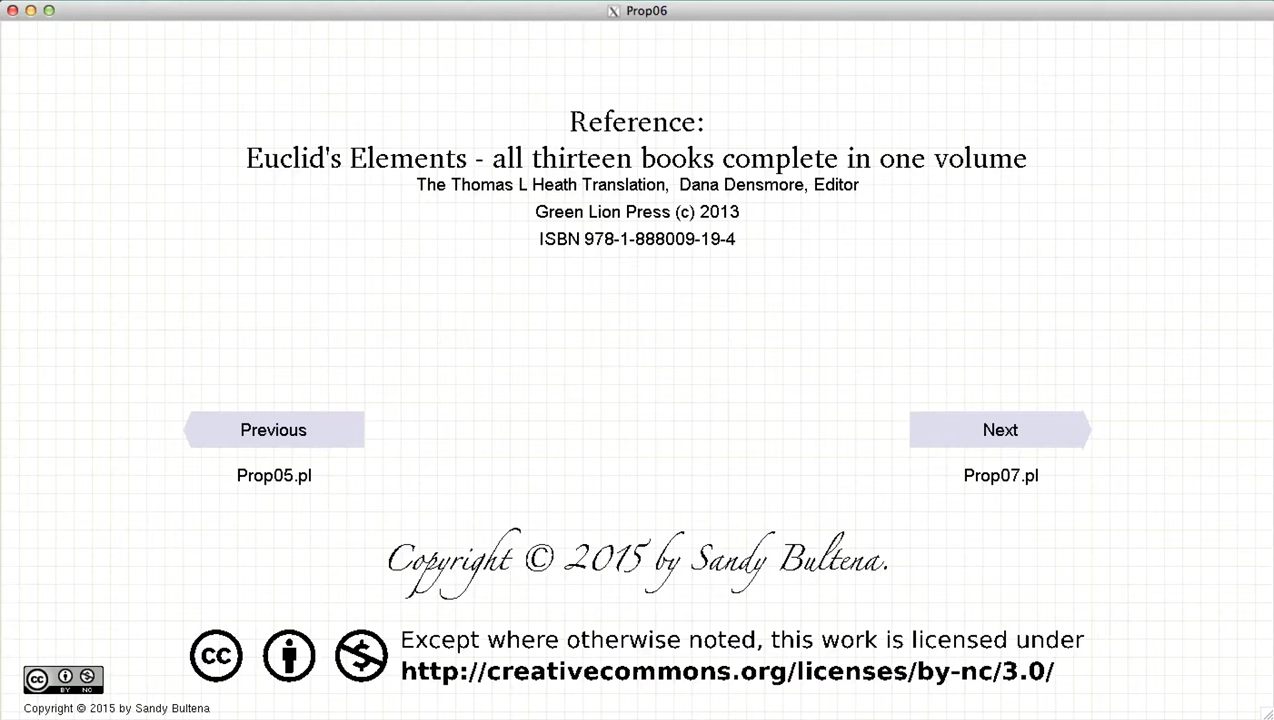 Prop06
Reference:
Euclid's Elements - all thirteen books complete in one volume
The Thomas L Heath Translation, Dana Densmore, Editor
Green Lion Press (c) 2013
ISBN 978-1-888009-19-4
Previous
Next
Prop05.pl
Prop07.pl
Copyright © 2015 by Sandy Bultena.
Except where otherwise noted, this work is licensed under
http://creativecommons.org/licenses/by-nc/3.0/
BY NC
Copyright © 2015 by Sandy Bultena